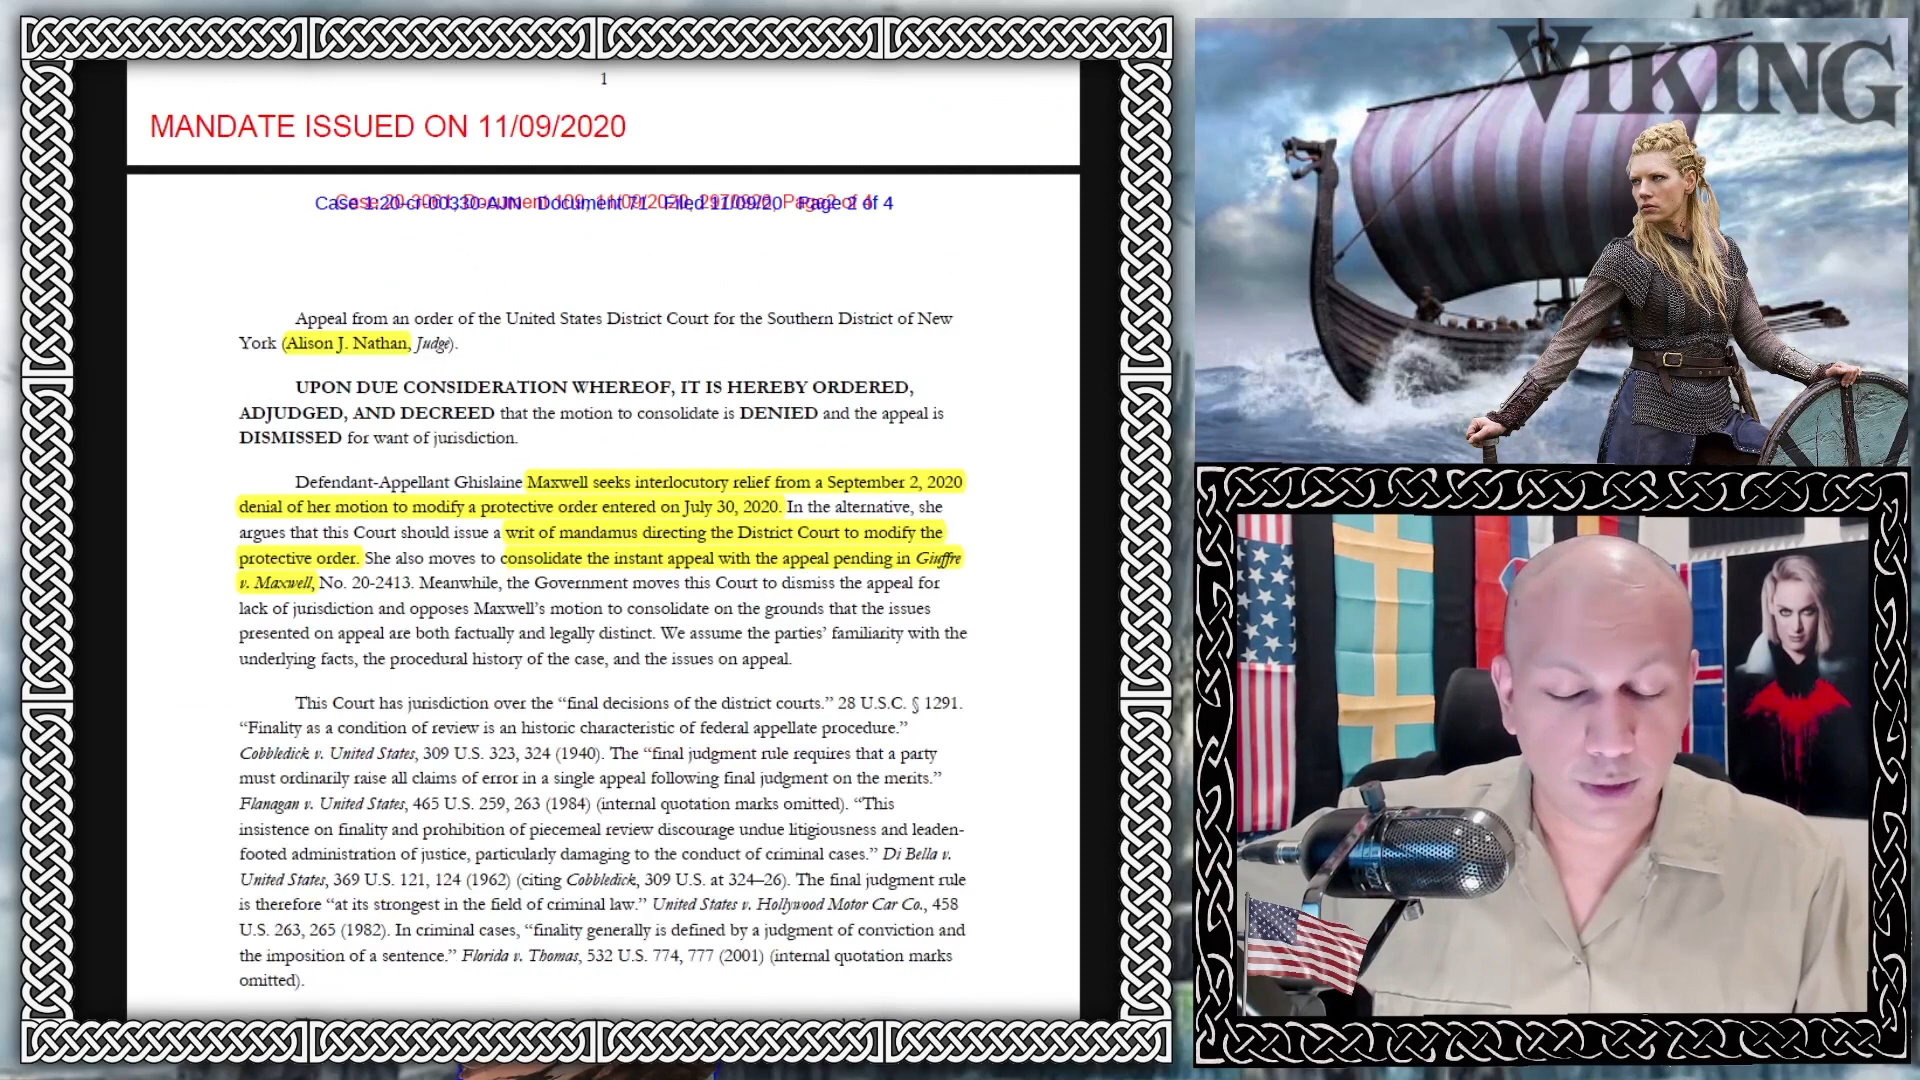 1
MANDATE ISSUED ON 11/09/2020
Case 1:20-cr-00330-AJN Document 71 Filed 11/09/20 Page 2 of 4
Appeal from an order of the United States District Court for the Southern District of New
York (Alison J. Nathan, Judge).
UPON DUE CONSIDERATION WHEREOF, IT IS HEREBY ORDERED,
ADJUDGED, AND DECREED that the motion to consolidate is DENIED and the appeal is
DISMISSED for want of jurisdiction.
Defendant-Appellant Ghislaine Maxwell seeks interlocutory relief from a September 2, 2020
denial of her motion to modify a protective order entered on July 30, 2020. In the alternative, she
argues that this Court should issue a writ of mandamus directing the District Court to modify the
protective order. She also moves to consolidate the instant appeal with the appeal pending in Giuffre
v. Maxwell, No. 20-2413. Meanwhile, the Government moves this Court to dismiss the appeal for
lack of jurisdiction and opposes Maxwell’s motion to consolidate on the grounds that the issues
presented on appeal are both factually and legally distinct. We assume the parties’ familiarity with the
underlying facts, the procedural history of the case, and the issues on appeal.
This Court has jurisdiction over the “final decisions of the district courts.” 28 U.S.C. § 1291.
“Finality as a condition of review is an historic characteristic of federal appellate procedure.”
Cobbledick v. United States, 309 U.S. 323, 324 (1940). The “final judgment rule requires that a party
must ordinarily raise all claims of error in a single appeal following final judgment on the merits.”
Flanagan v. United States, 465 U.S. 259, 263 (1984) (internal quotation marks omitted). “This
insistence on finality and prohibition of piecemeal review discourage undue litigiousness and leaden-
footed administration of justice, particularly damaging to the conduct of criminal cases.” Di Bella v.
United States, 369 U.S. 121, 124 (1962) (citing Cobbledick, 309 U.S. at 324–26). The final judgment rule
is therefore “at its strongest in the field of criminal law.” United States v. Hollywood Motor Car Co., 458
U.S. 263, 265 (1982). In criminal cases, “finality generally is defined by a judgment of conviction and
the imposition of a sentence.” Florida v. Thomas, 532 U.S. 774, 777 (2001) (internal quotation marks
omitted).
VIKING